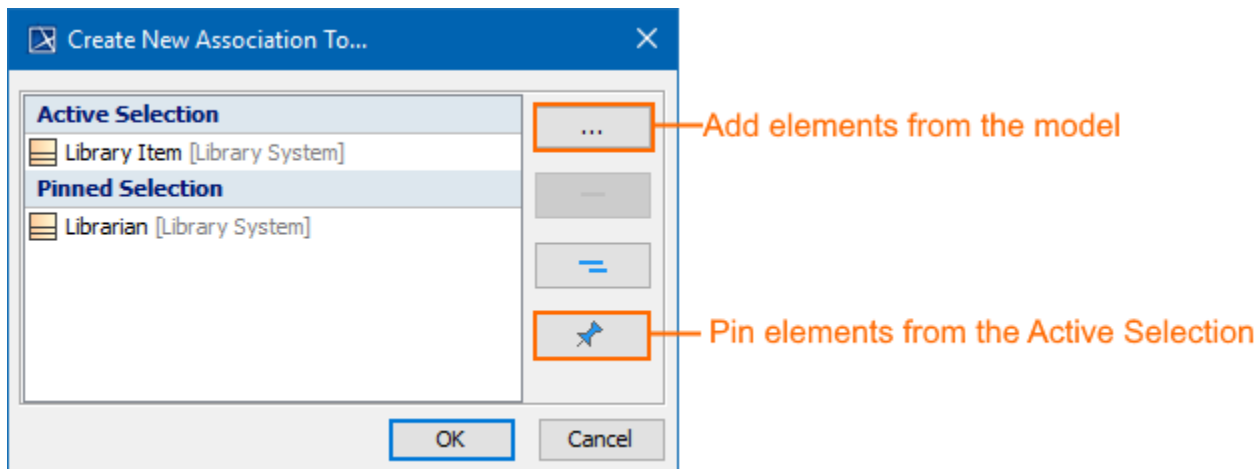 Create New Association To...
Active Selection
...
Add elements from the model
Library Item [Library System]
Pinned Selection
Librarian [Library System]
Pin elements from the Active Selection
OK
Cancel